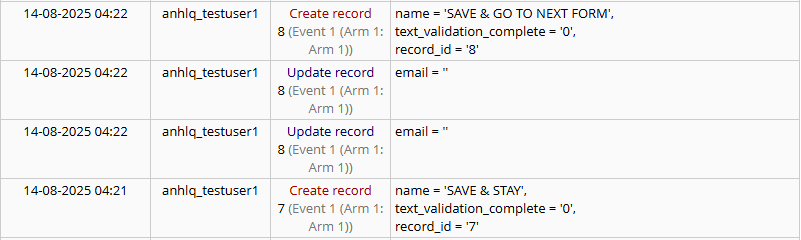 14-08-2025 04:22 anhlq_testuser1 Create record name = 'SAVE & GO TO NEXT FORM',
8 (Event 1 (Arm 1: text_validation_complete = '0',
Arm 1)) record_id = '8'
14-08-2025 04:22 anhlq_testuser1 Update record email = ''
8 (Event 1 (Arm 1:
Arm 1))
14-08-2025 04:22 anhlq_testuser1 Update record email = ''
8 (Event 1 (Arm 1:
Arm 1))
14-08-2025 04:21 anhlq_testuser1 Create record name = 'SAVE & STAY',
7 (Event 1 (Arm 1: text_validation_complete = '0',
Arm 1)) record_id = '7'